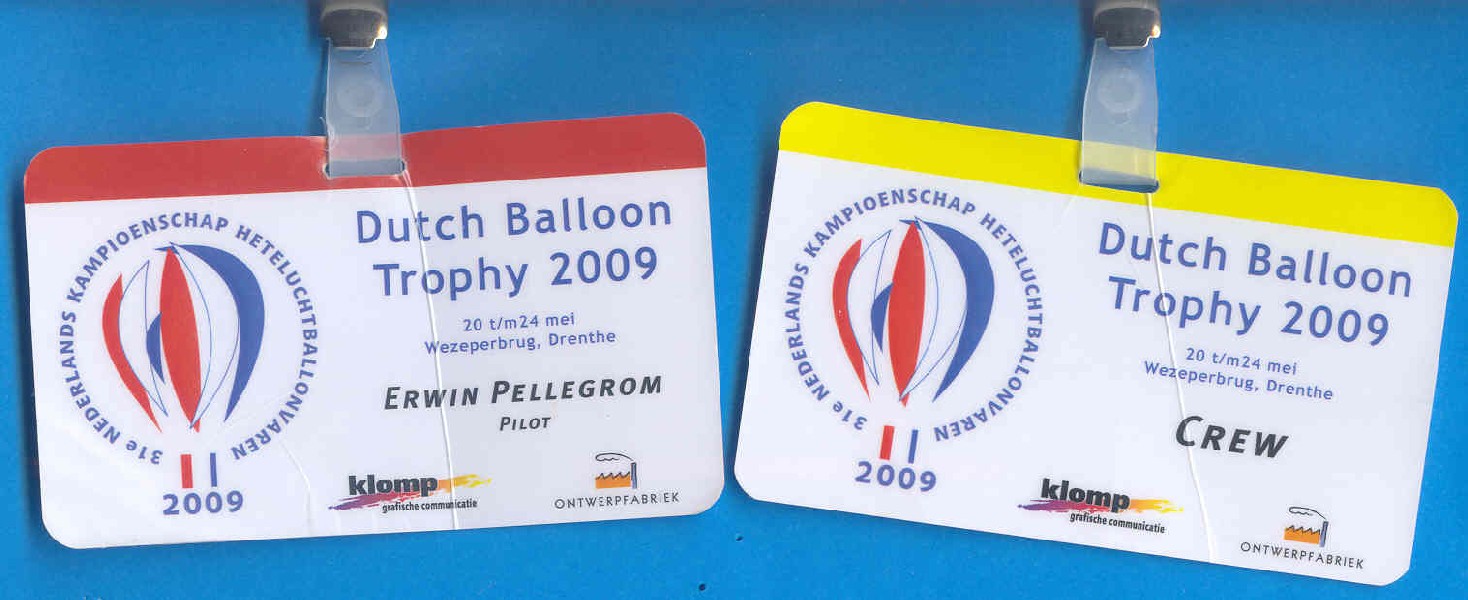 31e NEDERLANDS KAMPIOENSCHAP HETELUCHTBALLONVAREN
2009
Dutch Balloon
Trophy 2009
20 t/m24 mei
Wezeperbrug, Drenthe
ERWIN PELLEGROM
PILOT
klomp
grafische communicatie
ONTWERPFABRIEK
31e NEDERLANDS KAMPIOENSCHAP HETELUCHTBALLONVAREN
2009
Dutch Balloon
Trophy 2009
20 t/m24 mei
Wezeperbrug, Drenthe
CREW
klomp
grafische communicatie
ONTWERPFABRIEK